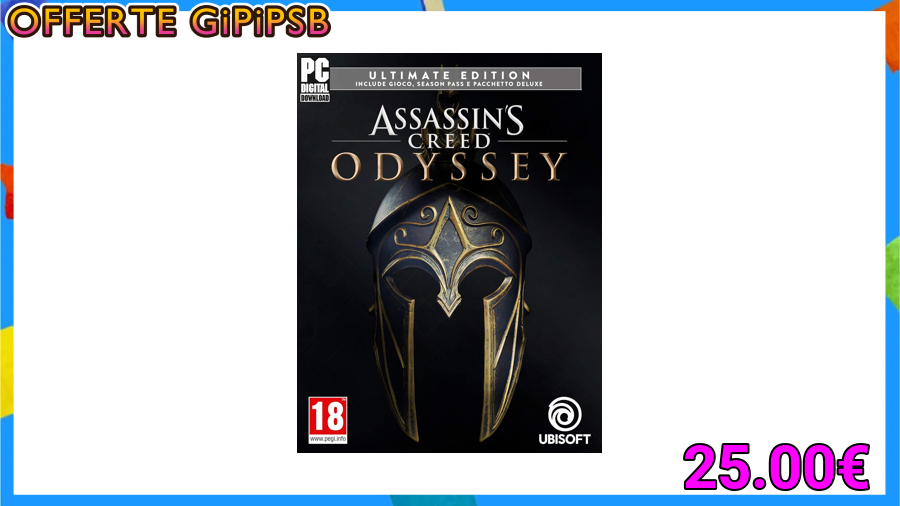 OFFERTE GiPiPSB
PC
DIGITAL
DOWNLOAD
ULTIMATE EDITION
INCLUDE GIOCO, SEASON PASS E PACCHETTO DELUXE
ASSASSIN'S
CREED
ODYSSEY
18
www.pegi.info
UBISOFT
25.00€